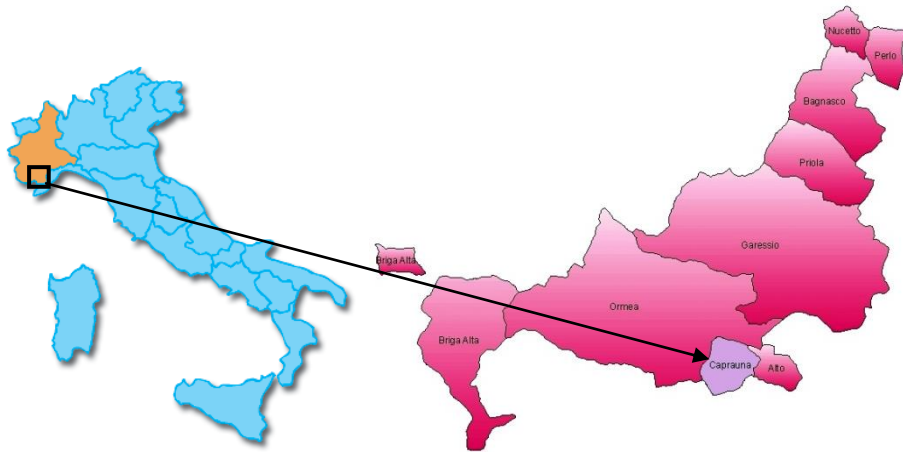 Nucetto
Perlo
Bagnasco
Priola
Garessio
Briga Alta
Ormea
Briga Alta
Caprauna
Alto